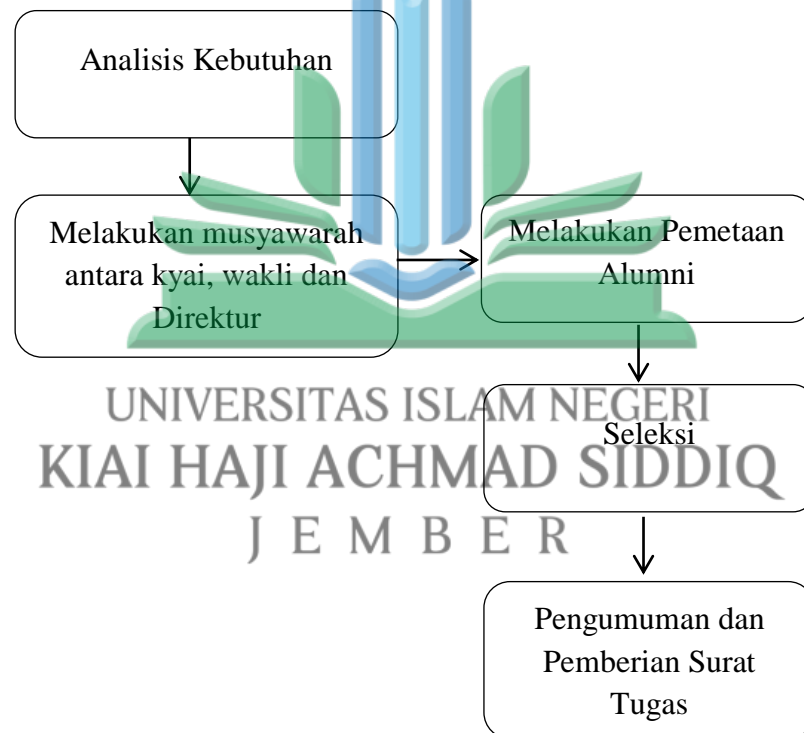 Analisis Kebutuhan
Melakukan musyawarah
antara kyai, wakli dan
Direktur
Melakukan Pemetaan
Alumni
UNIVERSITAS ISLAM NEGERI
KIAI HAJI ACHMAD SIDDIQ
JEMBER
Seleksi
Pengumuman dan
Pemberian Surat
Tugas